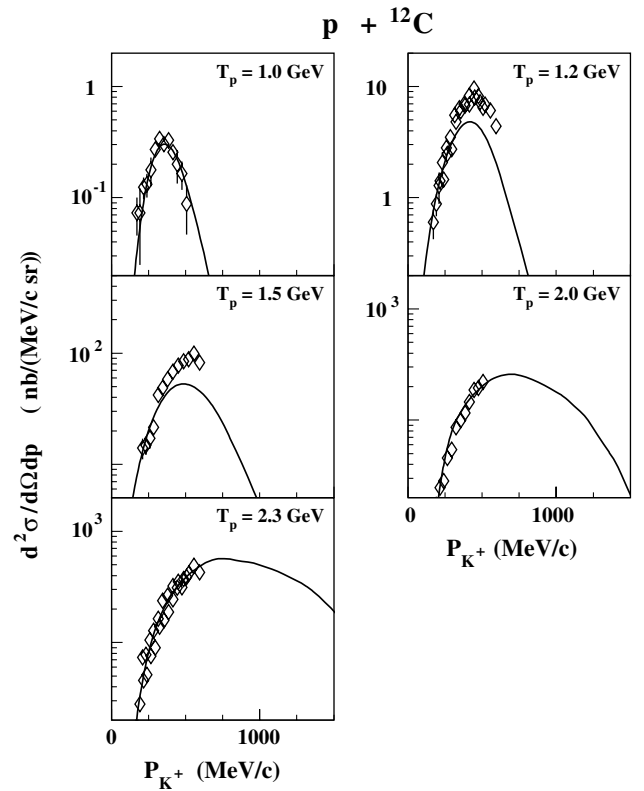 p + ¹²C
T_p = 1.0 GeV
T_p = 1.2 GeV
1
10⁻¹
10
1
T_p = 1.5 GeV
T_p = 2.0 GeV
10²
10³
d²σ/dΩdp ( nb/(MeV/c sr))
T_p = 2.3 GeV
10³
0 1000
P_K⁺ (MeV/c)
0 1000
P_K⁺ (MeV/c)